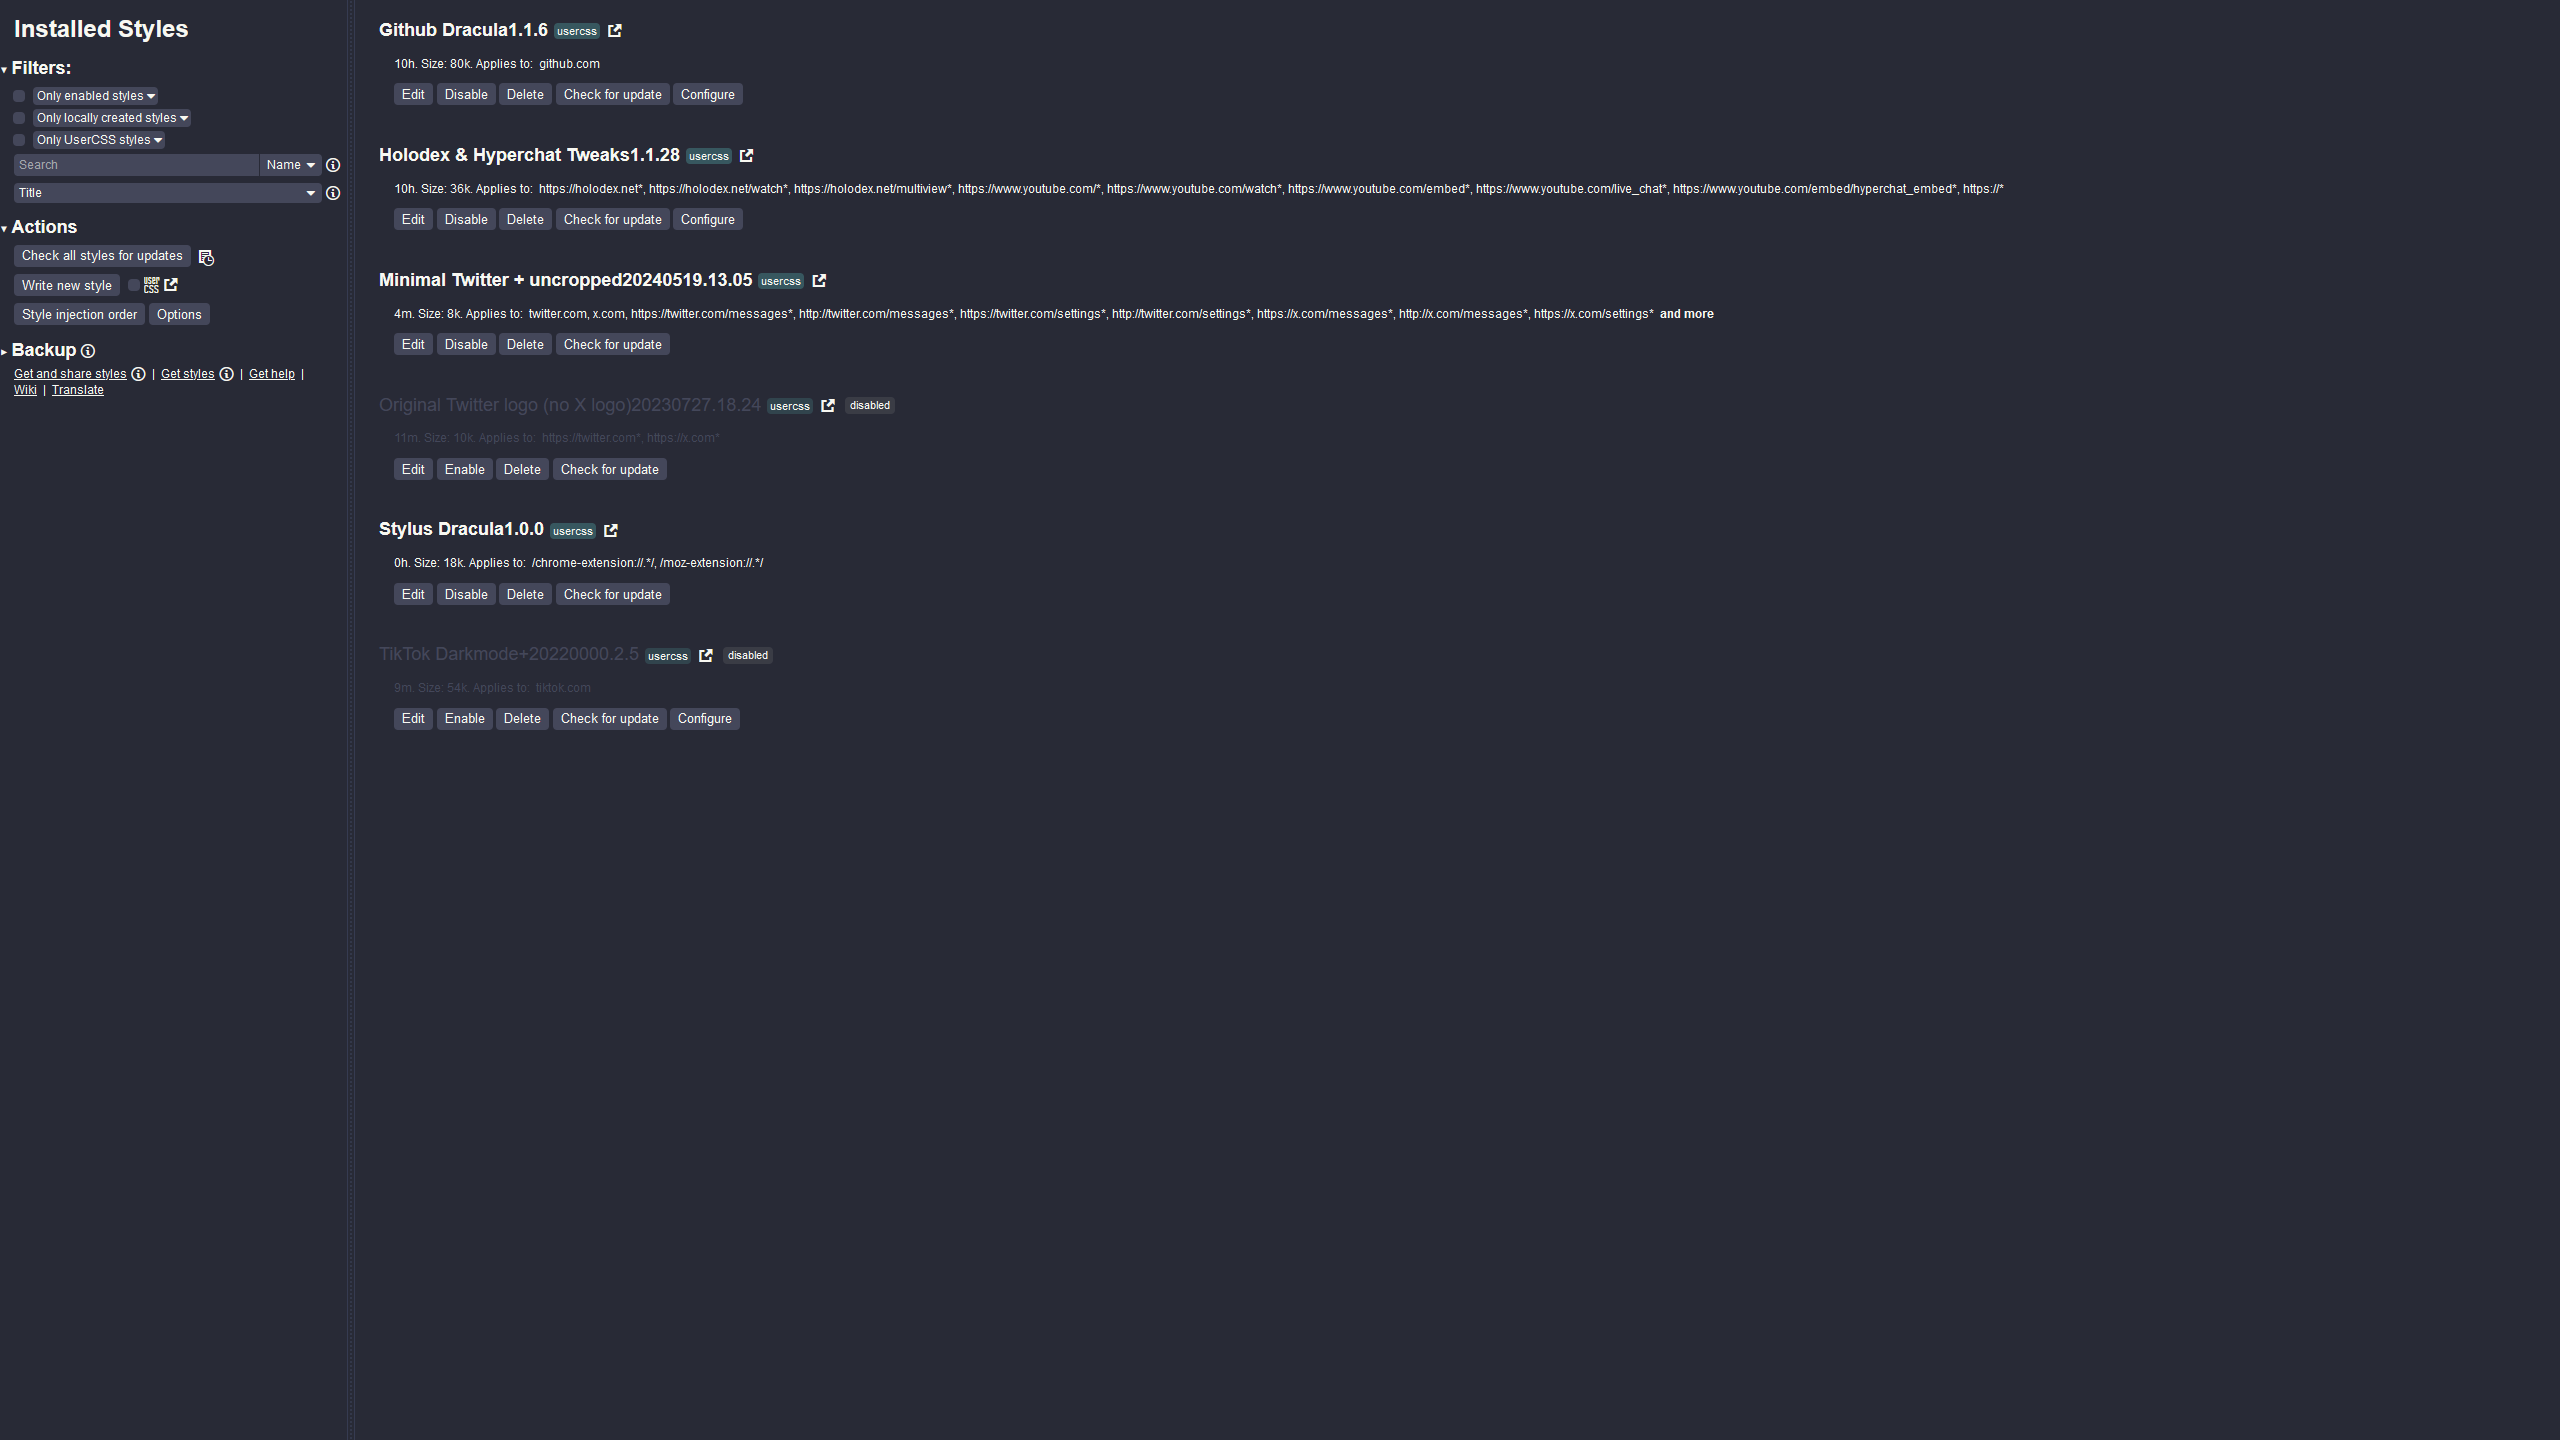 Installed Styles
Filters:
Only enabled styles
Only locally created styles
Only UserCSS styles
Search Name
Title
Actions
Check all styles for updates
Write new style user CSS
Style injection order Options
Backup
Get and share styles | Get styles | Get help |
Wiki | Translate
Github Dracula1.1.6 usercss
10h. Size: 80k. Applies to: github.com
Edit Disable Delete Check for update Configure
Holodex & Hyperchat Tweaks1.1.28 usercss
10h. Size: 36k. Applies to: https://holodex.net*, https://holodex.net/watch*, https://holodex.net/multiview*, https://www.youtube.com/*, https://www.youtube.com/watch*, https://www.youtube.com/embed*, https://www.youtube.com/live_chat*, https://www.youtube.com/embed/hyperchat_embed*, https://*
Edit Disable Delete Check for update Configure
Minimal Twitter + uncropped20240519.13.05 usercss
4m. Size: 8k. Applies to: twitter.com, x.com, https://twitter.com/messages*, http://twitter.com/messages*, https://twitter.com/settings*, http://twitter.com/settings*, https://x.com/messages*, http://x.com/messages*, https://x.com/settings* and more
Edit Disable Delete Check for update
Original Twitter logo (no X logo)20230727.18.24 usercss disabled
11m. Size: 10k. Applies to: https://twitter.com*, https://x.com*
Edit Enable Delete Check for update
Stylus Dracula1.0.0 usercss
0h. Size: 18k. Applies to: /chrome-extension://.*/, /moz-extension://.*/
Edit Disable Delete Check for update
TikTok Darkmode+20220000.2.5 usercss disabled
9m. Size: 54k. Applies to: tiktok.com
Edit Enable Delete Check for update Configure